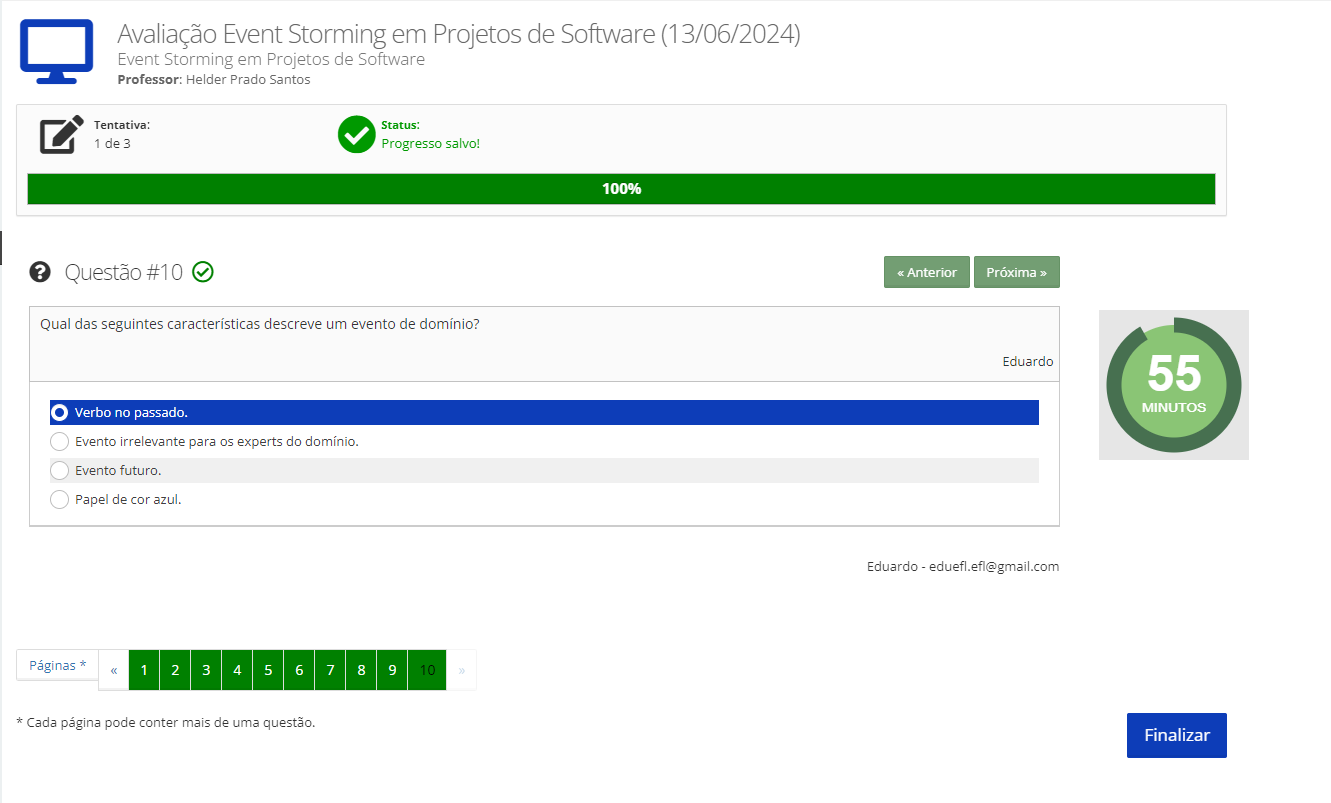 Avaliação Event Storming em Projetos de Software (13/06/2024)
Event Storming em Projetos de Software
Professor: Helder Prado Santos
Tentativa:
1 de 3
Status:
Progresso salvo!
100%
Questão #10
« Anterior
Próxima »
Qual das seguintes características descreve um evento de domínio?
Eduardo
Verbo no passado.
Evento irrelevante para os experts do domínio.
Evento futuro.
Papel de cor azul.
55
MINUTOS
Eduardo - eduefl.efl@gmail.com
Páginas * « 1 2 3 4 5 6 7 8 9 10 »
* Cada página pode conter mais de uma questão.
Finalizar